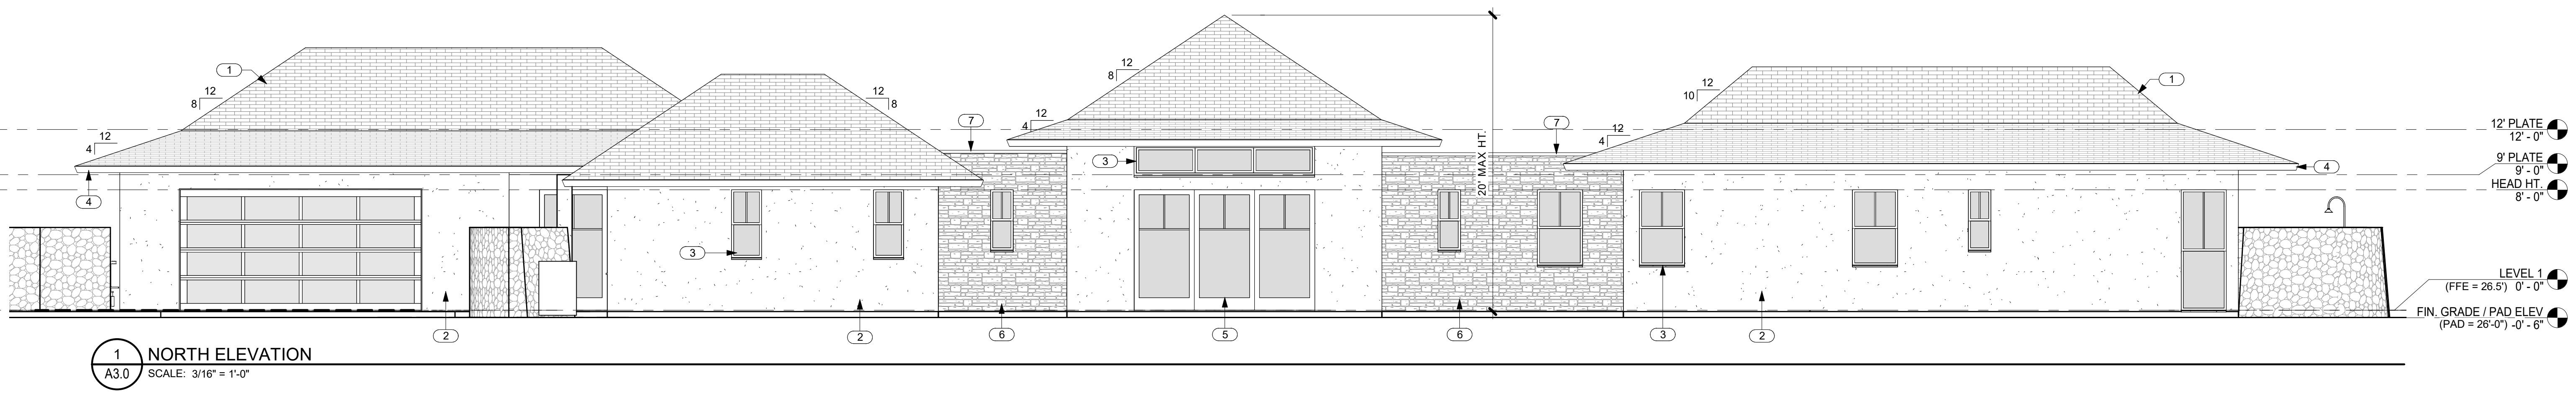 1
12
8
12
4
4
2
12
8
3
2
7
6
12
8
12
4
3
5
20' MAX HT.
7
6
12
10
12
4
1
4
3
2
12' PLATE
12' - 0"
9' PLATE
9' - 0"
HEAD HT.
8' - 0"
LEVEL 1
(FFE = 26.5') 0' - 0"
FIN. GRADE / PAD ELEV
(PAD = 26'-0") -0' - 6"
1
A3.0
NORTH ELEVATION
SCALE: 3/16" = 1'-0"